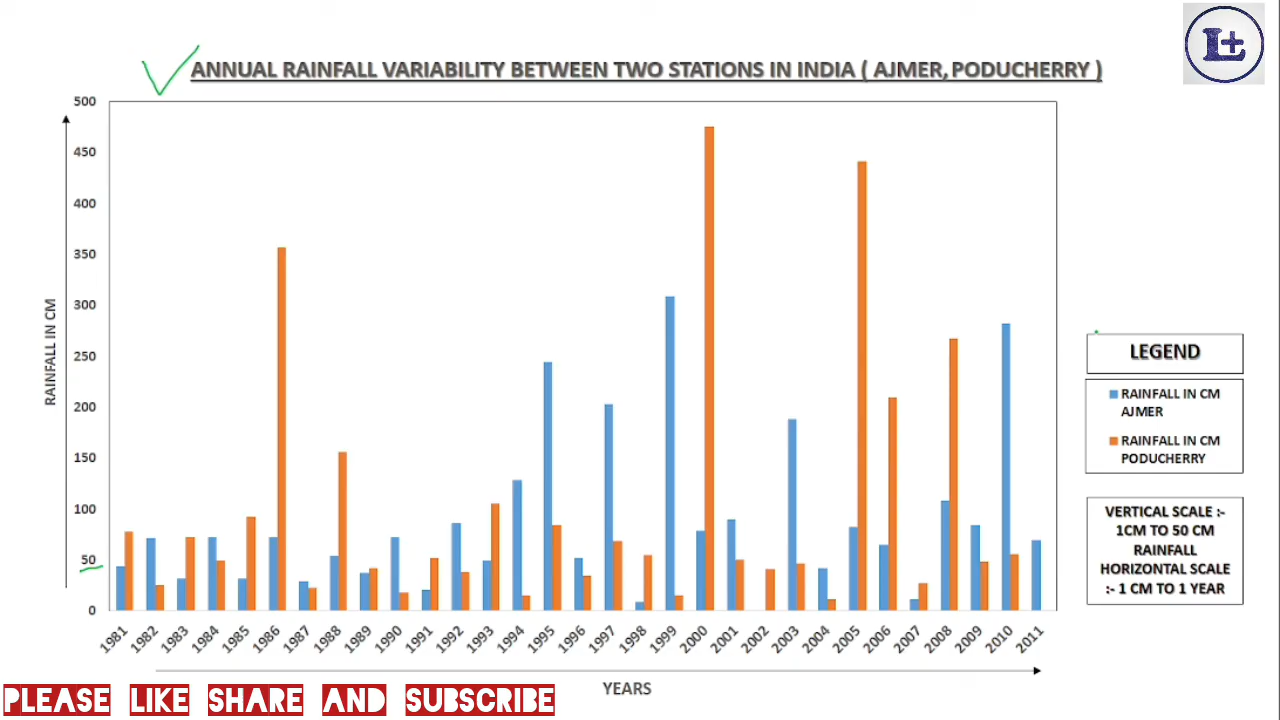 L+
ANNUAL RAINFALL VARIABILITY BETWEEN TWO STATIONS IN INDIA ( AJMER, PODUCHERRY )
500
450
400
350
300
250
200
150
100
50
0
RAINFALL IN CM
1981 1982 1983 1984 1985 1986 1987 1988 1989 1990 1991 1992 1993 1994 1995 1996 1997 1998 1999 2000 2001 2002 2003 2004 2005 2006 2007 2008 2009 2010 2011
YEARS
LEGEND
RAINFALL IN CM
AJMER
RAINFALL IN CM
PODUCHERRY
VERTICAL SCALE :-
1CM TO 50 CM
RAINFALL
HORIZONTAL SCALE
:- 1 CM TO 1 YEAR
PLEASE LIKE SHARE AND SUBSCRIBE